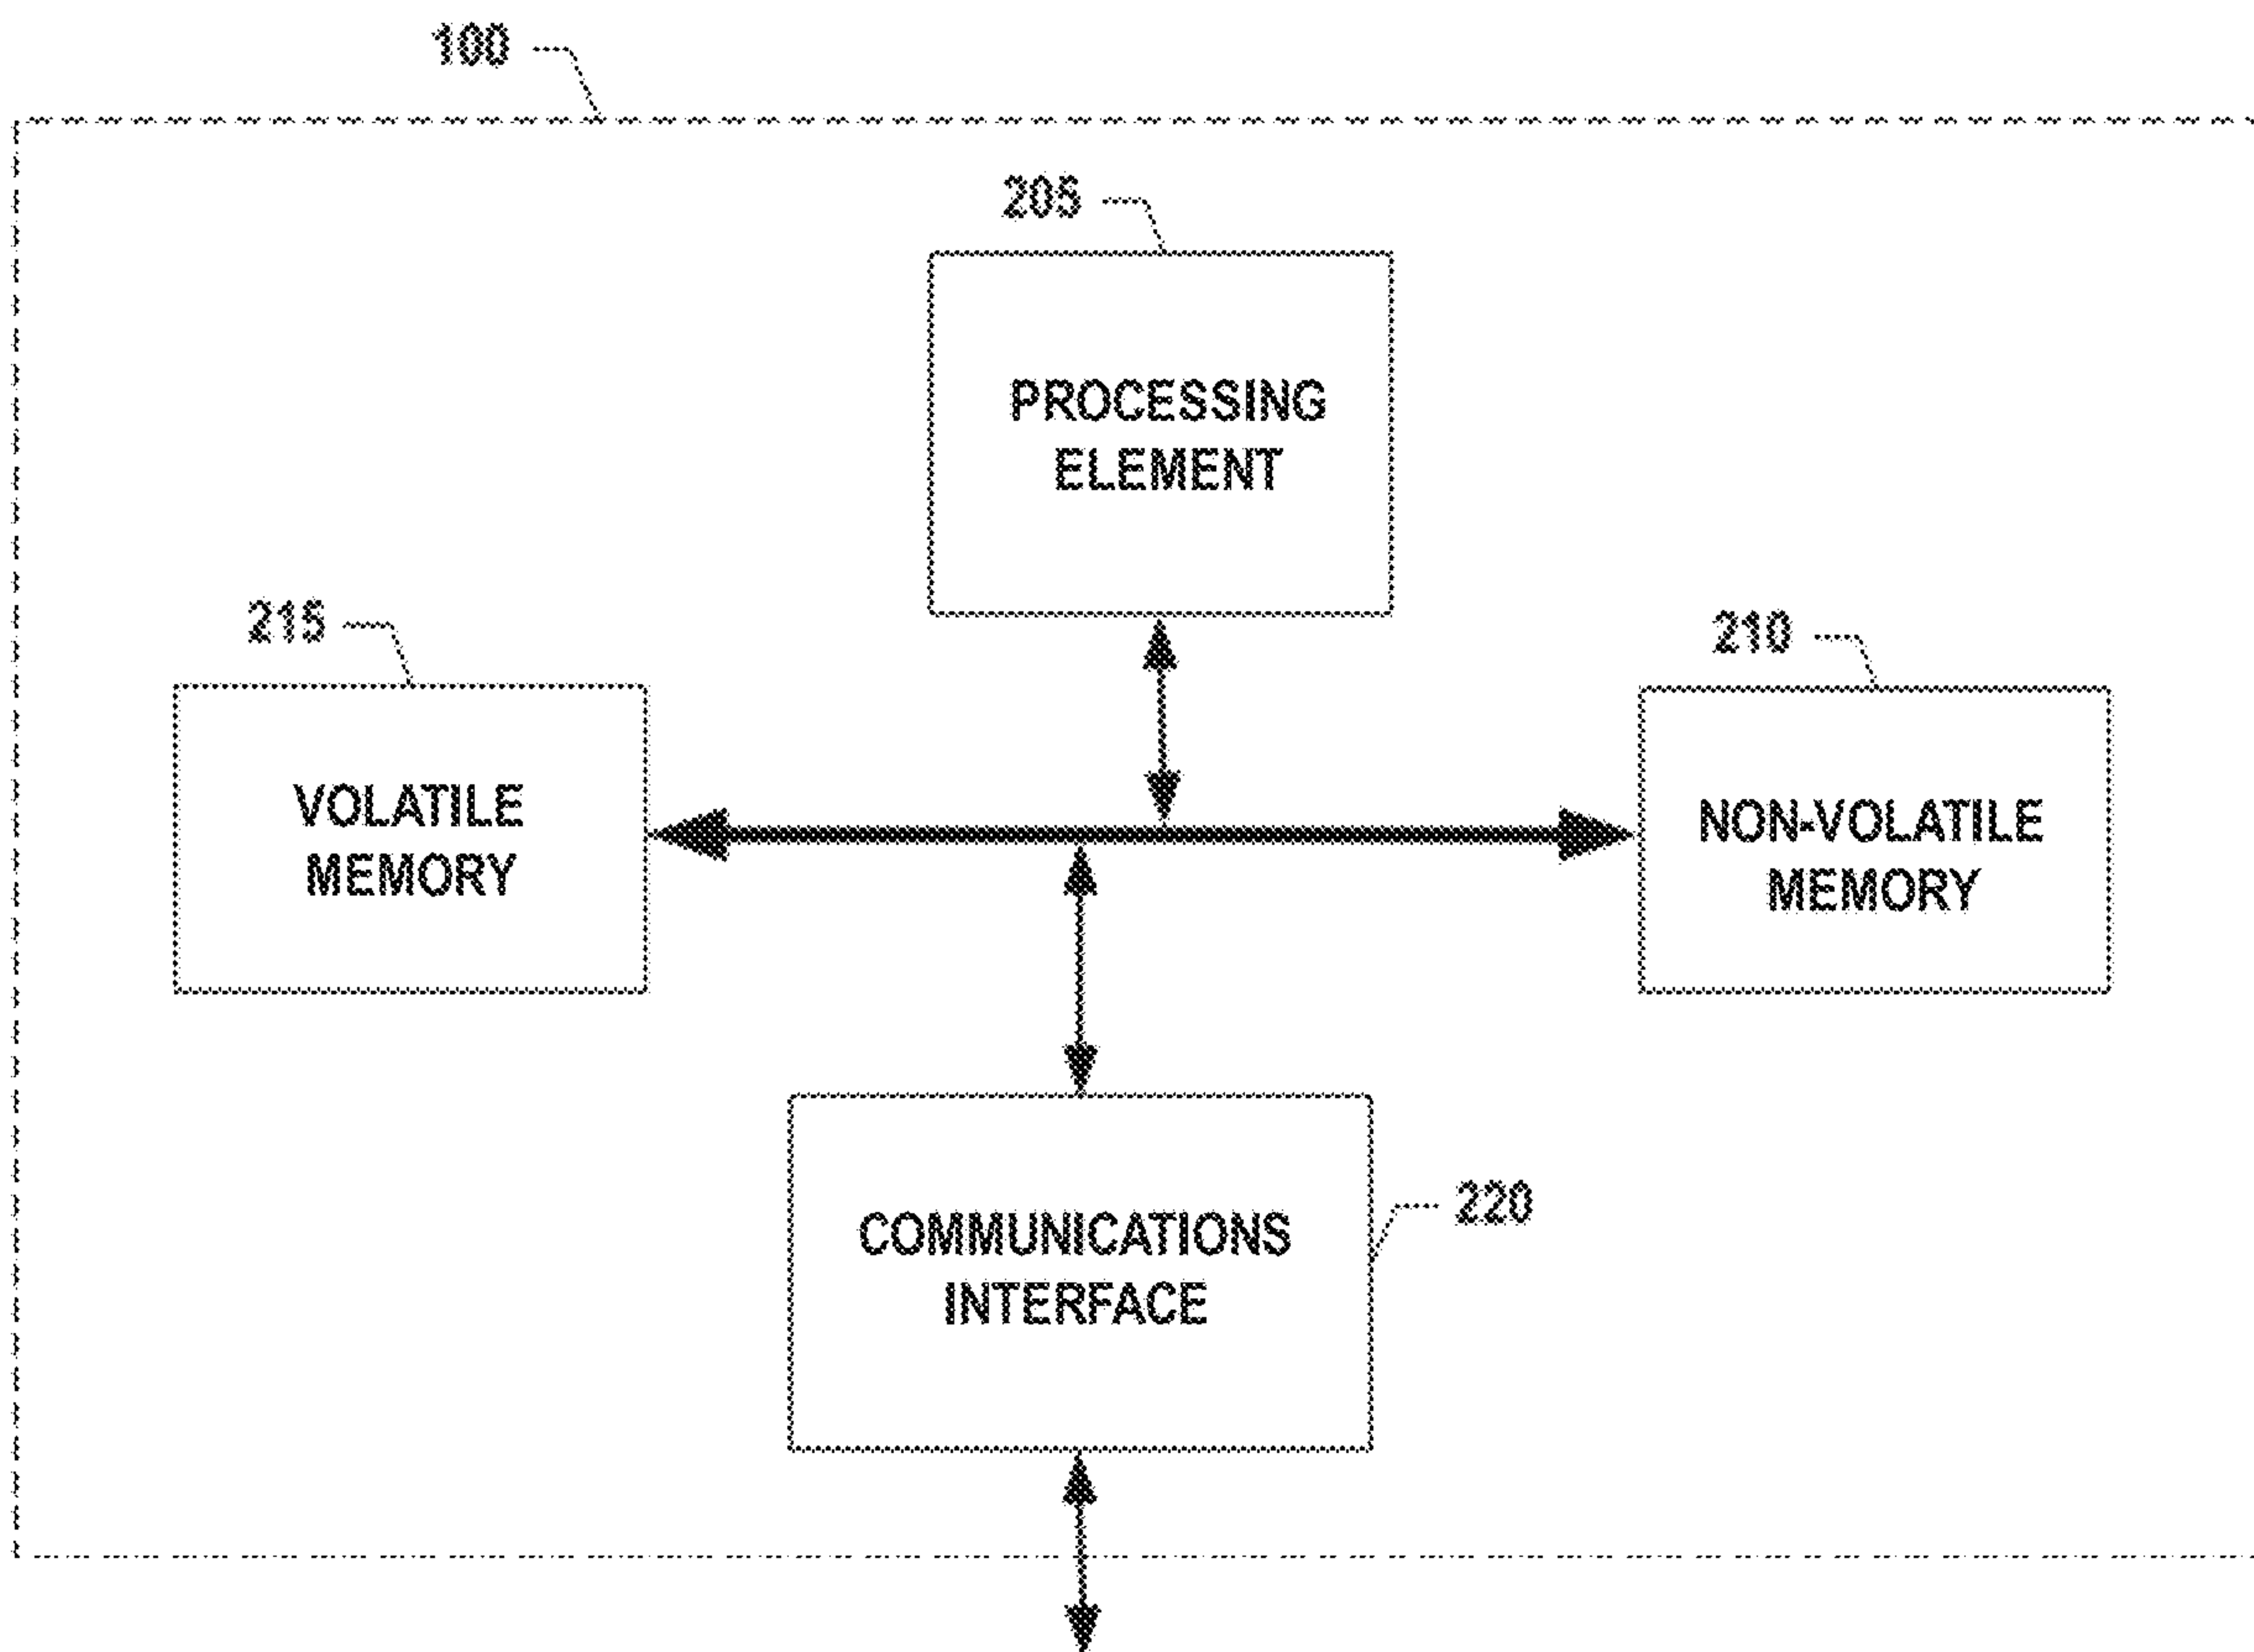 100
205
PROCESSING
ELEMENT
215
210
VOLATILE
MEMORY
NON-VOLATILE
MEMORY
220
COMMUNICATIONS
INTERFACE